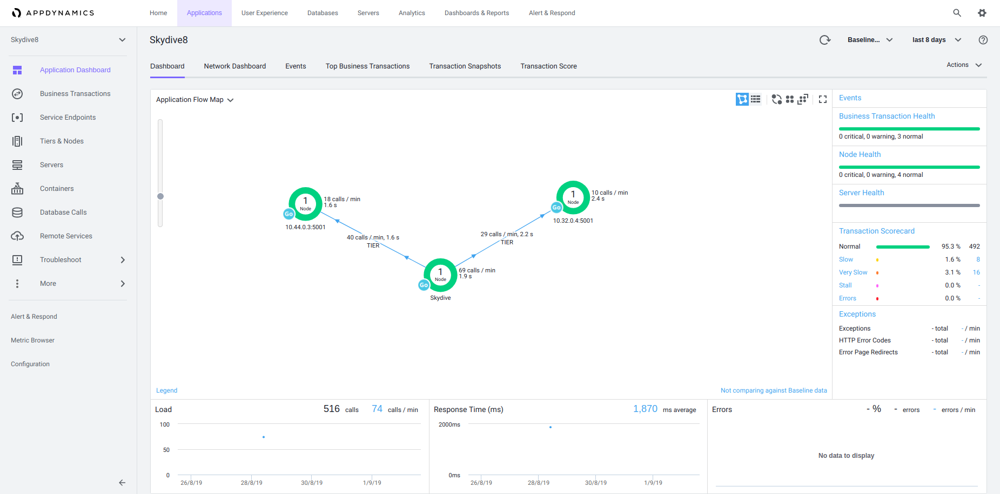 APPDYNAMICS
Home
Applications
User Experience
Databases
Servers
Analytics
Dashboards & Reports
Alert & Respond
Skydive8
Application Dashboard
Business Transactions
Service Endpoints
Tiers & Nodes
Servers
Containers
Database Calls
Remote Services
Troubleshoot
More
Alert & Respond
Metric Browser
Configuration
Skydive8
Baseline...
last 8 days
Dashboard
Network Dashboard
Events
Top Business Transactions
Transaction Snapshots
Transaction Score
Actions
Application Flow Map
1
Node
Go
18 calls / min
1.6 s
10.44.0.3:5001
1
Node
Go
10 calls / min
2.4 s
10.32.0.4:5001
40 calls / min, 1.6 s
TIER
29 calls / min, 2.2 s
TIER
1
Node
Go
69 calls / min
1.9 s
Skydive
Legend
Not comparing against Baseline data
Events
Business Transaction Health
0 critical, 0 warning, 3 normal
Node Health
0 critical, 0 warning, 4 normal
Server Health
Transaction Scorecard
Normal 95.3 % 492
Slow 1.6 % 8
Very Slow 3.1 % 16
Stall 0.0 % -
Errors 0.0 % -
Exceptions
Exceptions - total - / min
HTTP Error Codes - total - / min
Error Page Redirects - total - / min
Load 516 calls 74 calls / min
100
50
0
26/8/19 28/8/19 30/8/19 1/9/19
Response Time (ms) 1,870 ms average
2000ms
0ms
26/8/19 28/8/19 30/8/19 1/9/19
Errors - % - errors - errors / min
No data to display